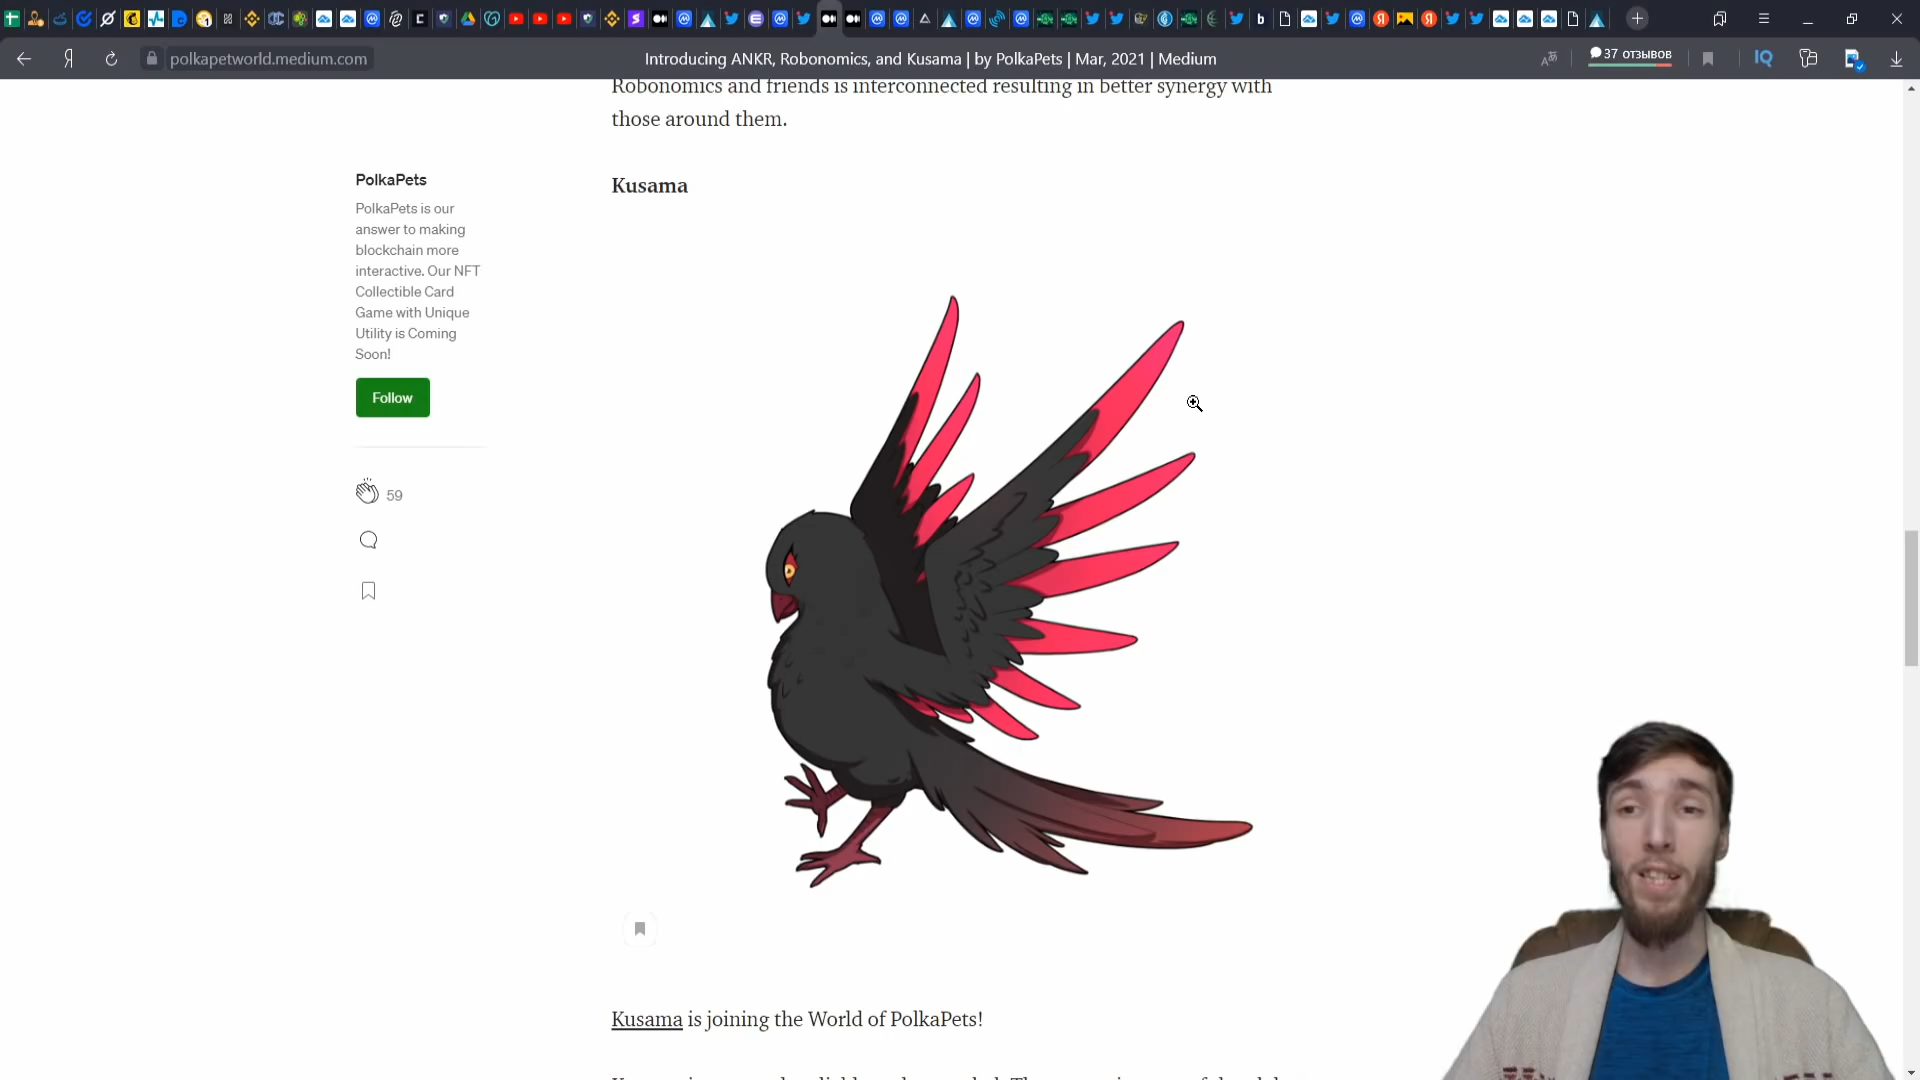 polkapetworld.medium.com
Introducing ANKR, Robonomics, and Kusama | by PolkaPets | Mar, 2021 | Medium
37 отзывов
Robonomics and friends is interconnected resulting in better synergy with
those around them.
PolkaPets
PolkaPets is our
answer to making
blockchain more
interactive. Our NFT
Collectible Card
Game with Unique
Utility is Coming
Soon!
Follow
59
Kusama
Kusama is joining the World of PolkaPets!